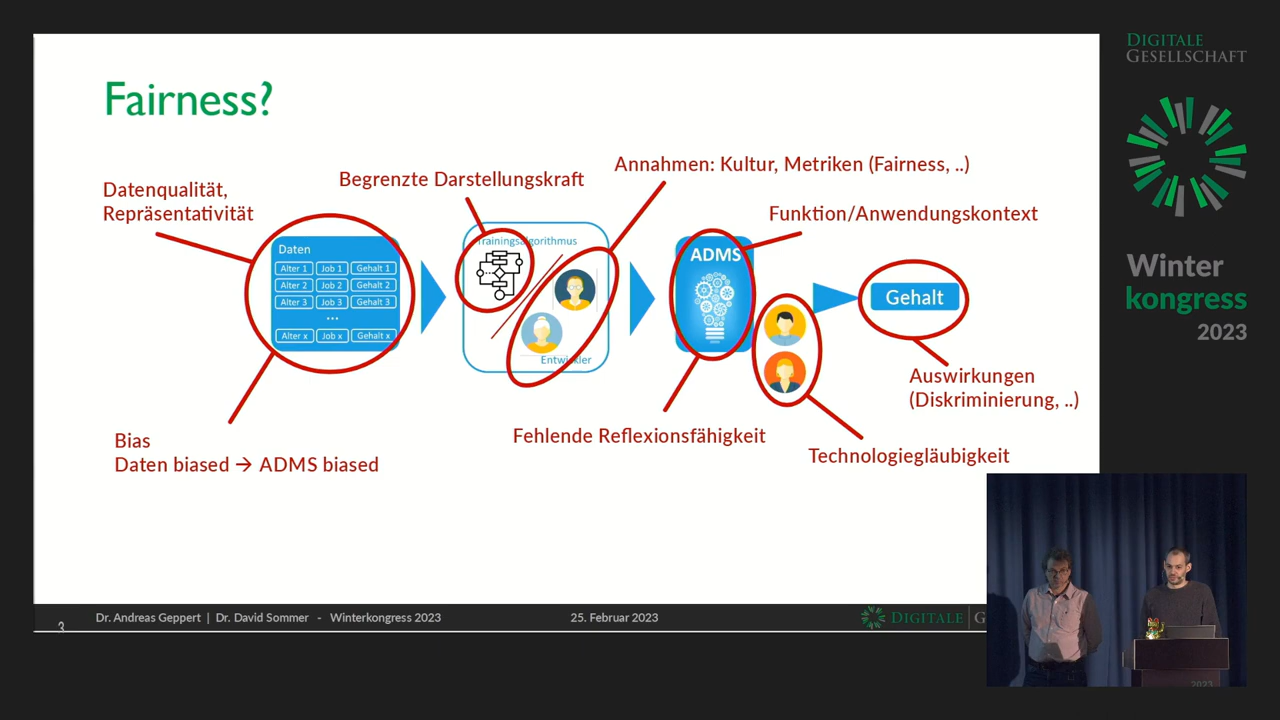 Fairness?
Annahmen: Kultur, Metriken (Fairness, ..)
Begrenzte Darstellungskraft
Datenqualität,
Repräsentativität
Funktion/Anwendungskontext
Daten
Alter 1 Job 1 Gehalt 1
Alter 2 Job 2 Gehalt 2
Alter 3 Job 3 Gehalt 3
...
Alter x Job x Gehalt x
Trainingsalgorithmus
Entwickler
ADMS
Gehalt
Auswirkungen
(Diskriminierung, ..)
Fehlende Reflexionsfähigkeit
Technologiegläubigkeit
Bias
Daten biased → ADMS biased
3
Dr. Andreas Geppert | Dr. David Sommer - Winterkongress 2023
25. Februar 2023
DIGITALE G
DIGITALE
GESELLSCHAFT
Winter
kongress
2023
2023